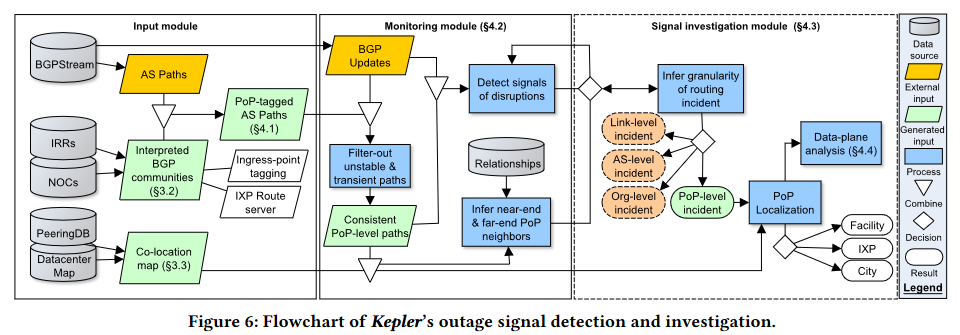 Input module
BGPStream
AS Paths
PoP-tagged
AS Paths
(§4.1)
IRRs
NOCs
Interpreted
BGP
communities
(§3.2)
Ingress-point
tagging
IXP Route
server
PeeringDB
Datacenter
Map
Co-location
map (§3.3)
Monitoring module (§4.2)
BGP
Updates
Detect signals
of disruptions
Filter-out
unstable &
transient paths
Relationships
Consistent
PoP-level paths
Infer near-end
& far-end PoP
neighbors
Signal investigation module (§4.3)
Infer granularity
of routing
incident
Link-level
incident
AS-level
incident
Org-level
incident
PoP-level
incident
Data-plane
analysis (§4.4)
PoP
Localization
Facility
IXP
City
Data
source
External
input
Generated
input
Process
Combine
Decision
Result
Legend
Figure 6: Flowchart of Kepler's outage signal detection and investigation.